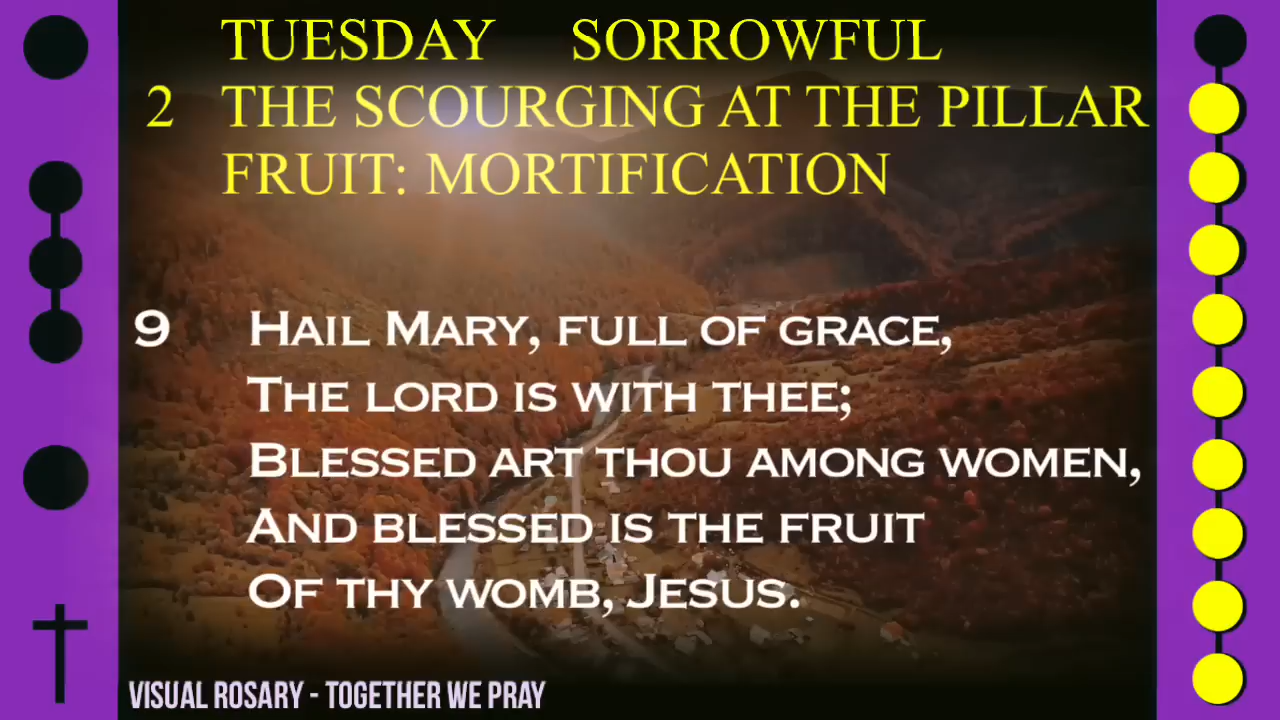 TUESDAY SORROWFUL
2 THE SCOURGING AT THE PILLAR
FRUIT: MORTIFICATION
9 HAIL MARY, FULL OF GRACE,
THE LORD IS WITH THEE;
BLESSED ART THOU AMONG WOMEN,
AND BLESSED IS THE FRUIT
OF THY WOMB, JESUS.
VISUAL ROSARY - TOGETHER WE PRAY